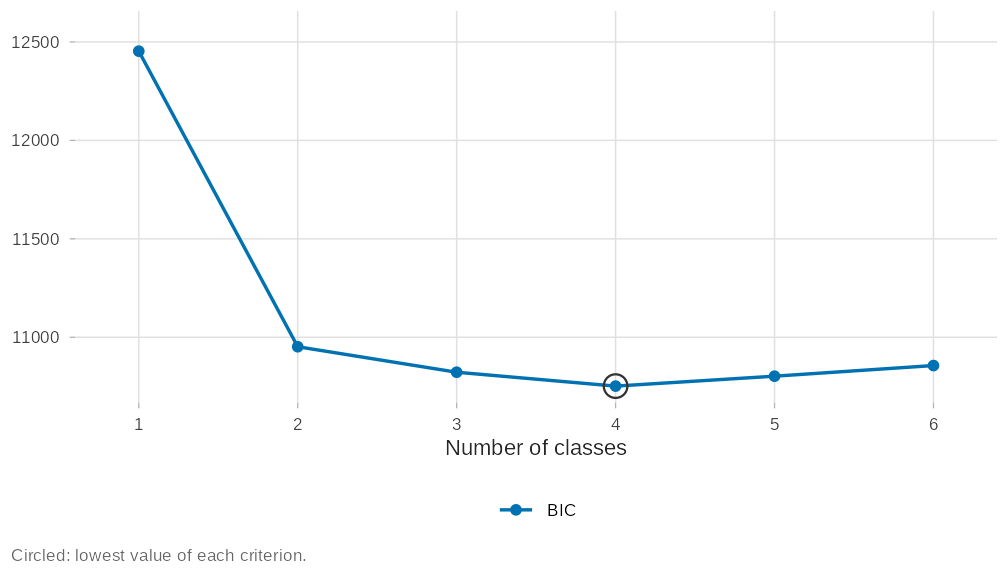 12500
12000
11500
11000
1 2 3 4 5 6
Number of classes
BIC
Circled: lowest value of each criterion.